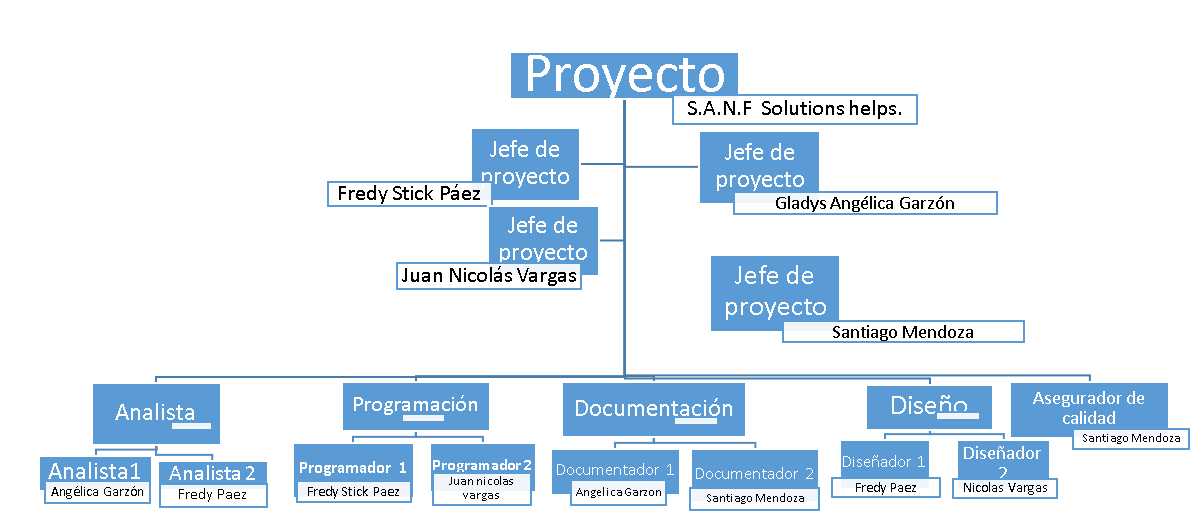 Proyecto
S.A.N.F Solutions helps.
Jefe de
proyecto
Fredy Stick Páez
Jefe de
proyecto
Gladys Angélica Garzón
Jefe de
proyecto
Juan Nicolás Vargas
Jefe de
proyecto
Santiago Mendoza
Analista
Programación
Documentación
Diseño
Asegurador de
calidad
Santiago Mendoza
Analista1
Angélica Garzón
Analista 2
Fredy Paez
Programador 1
Fredy Stick Paez
Programador2
Juan nicolas
vargas
Documentador 1
Angelica Garzon
Documentador 2
Santiago Mendoza
Diseñador 1
Fredy Paez
Diseñador
2
Nicolas Vargas